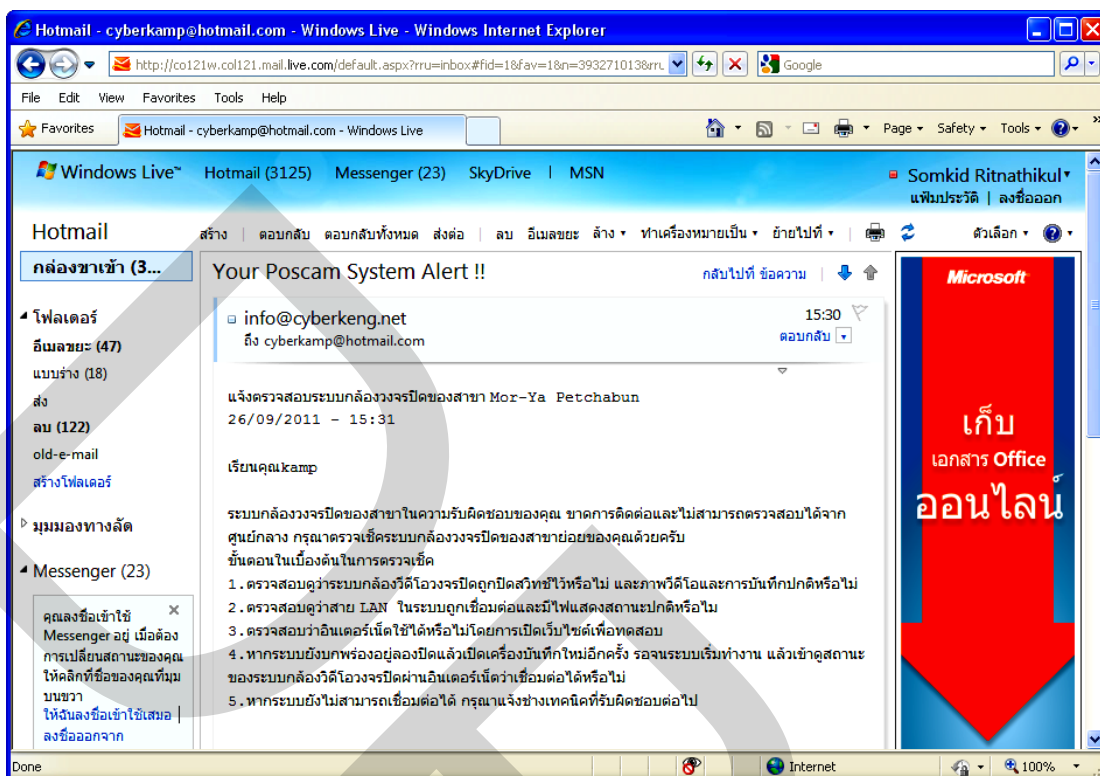 Hotmail - cyberkamp@hotmail.com - Windows Live - Windows Internet Explorer
http://co121w.col121.mail.live.com/default.aspx?rru=inbox#fid=1&fav=1&n=393271013&rru
Google
File Edit View Favorites Tools Help
Favorites
Hotmail - cyberkamp@hotmail.com - Windows Live
Page Safety Tools
Windows Live™ Hotmail (3125) Messenger (23) SkyDrive | MSN
Somkid Ritnathikul
แฟ้มประวัติ | ลงชื่อออก
Hotmail
สร้าง | ตอบกลับ ตอบกลับทั้งหมด ส่งต่อ | ลบ อีเมลขยะ ล้าง ทำเครื่องหมายเป็น ย้ายไปที่ |
ตัวเลือก
กล่องขาเข้า (3...
โฟลเดอร์
อีเมลขยะ (47)
แบบร่าง (18)
ส่ง
ลบ (122)
old-e-mail
สร้างโฟลเดอร์
มุมมองทางลัด
Messenger (23)
คุณลงชื่อเข้าใช้
Messenger อยู่ เมื่อต้อง
การเปลี่ยนสถานะของคุณ
ให้คลิกที่ชื่อของคุณที่มุม
บนขวา
ให้ฉันลงชื่อเข้าใช้เสมอ |
ลงชื่อออกจาก
Your Poscam System Alert !!
กลับไปที่ ข้อความ |
info@cyberkeng.net
15:30
ถึง cyberkamp@hotmail.com
ตอบกลับ
แจ้งตรวจสอบระบบกล้องวงจรปิดของสาขา Mor-Ya Petchabun
26/09/2011 - 15:31
เรียนคุณkamp
ระบบกล้องวงจรปิดของสาขาในความรับผิดชอบของคุณ ขาดการติดต่อและไม่สามารถตรวจสอบได้จาก
ศูนย์กลาง กรุณาตรวจเช็คระบบกล้องวงจรปิดของสาขาย่อยของคุณด้วยครับ
ขั้นตอนในเบื้องต้นในการตรวจเช็ค
1.ตรวจสอบดูว่าระบบกล้องวีดีโอวงจรปิดถูกปิดสวิทช์ไว้หรือไม่ และภาพวีดีโอและการบันทึกปกติหรือไม่
2.ตรวจสอบดูว่าสาย LAN ในระบบถูกเชื่อมต่อและมีไฟแสดงสถานะปกติหรือไม
3.ตรวจสอบว่าอินเตอร์เน็ตใช้ได้หรือไม่โดยการเปิดเว็บไซต์เพื่อทดสอบ
4.หากระบบยังบกพร่องอยู่ลองปิดแล้วเปิดเครื่องบันทึกใหม่อีกครั้ง รอจนระบบเริ่มทำงาน แล้วเข้าดูสถานะ
ของระบบกล้องวีดีโอวงจรปิดผ่านอินเตอร์เน็ตว่าเชื่อมต่อได้หรือไม่
5.หากระบบยังไม่สามารถเชื่อมต่อได้ กรุณาแจ้งช่างเทคนิคที่รับผิดชอบต่อไป
Microsoft
เก็บ
เอกสาร Office
ออนไลน์
Done
Internet
100%